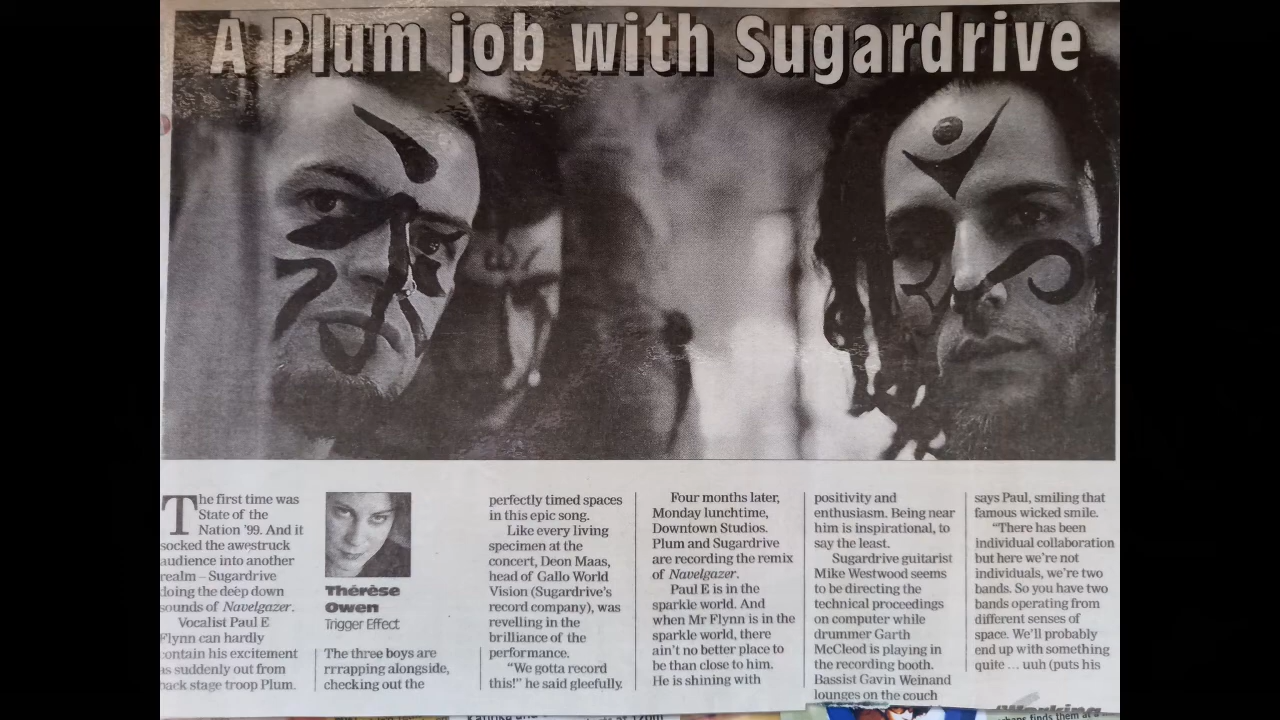 A Plum job with Sugardrive
The first time was
State of the
Nation '99. And it
socked the awestruck
audience into another
realm – Sugardrive
doing the deep down
sounds of Navelgazer.
Vocalist Paul E
Flynn can hardly
contain his excitement
as suddenly out from
back stage troop Plum.
Thérèse
Owen
Trigger Effect
The three boys are
rrrapping alongside,
checking out the
perfectly timed spaces
in this epic song.
Like every living
specimen at the
concert, Deon Maas,
head of Gallo World
Vision (Sugardrive's
record company), was
revelling in the
brilliance of the
performance.
"We gotta record
this!" he said gleefully.
Four months later,
Monday lunchtime,
Downtown Studios.
Plum and Sugardrive
are recording the remix
of Navelgazer.
Paul E is in the
sparkle world. And
when Mr Flynn is in the
sparkle world, there
ain't no better place to
be than close to him.
He is shining with
positivity and
enthusiasm. Being near
him is inspirational, to
say the least.
Sugardrive guitarist
Mike Westwood seems
to be directing the
technical proceedings
on computer while
drummer Garth
McCleod is playing in
the recording booth.
Bassist Gavin Weinand
lounges on the couch
says Paul, smiling that
famous wicked smile.
"There has been
individual collaboration
but here we're not
individuals, we're two
bands. So you have two
bands operating from
different senses of
space. We'll probably
end up with something
quite ... uuh (puts his
Working
finds them at a